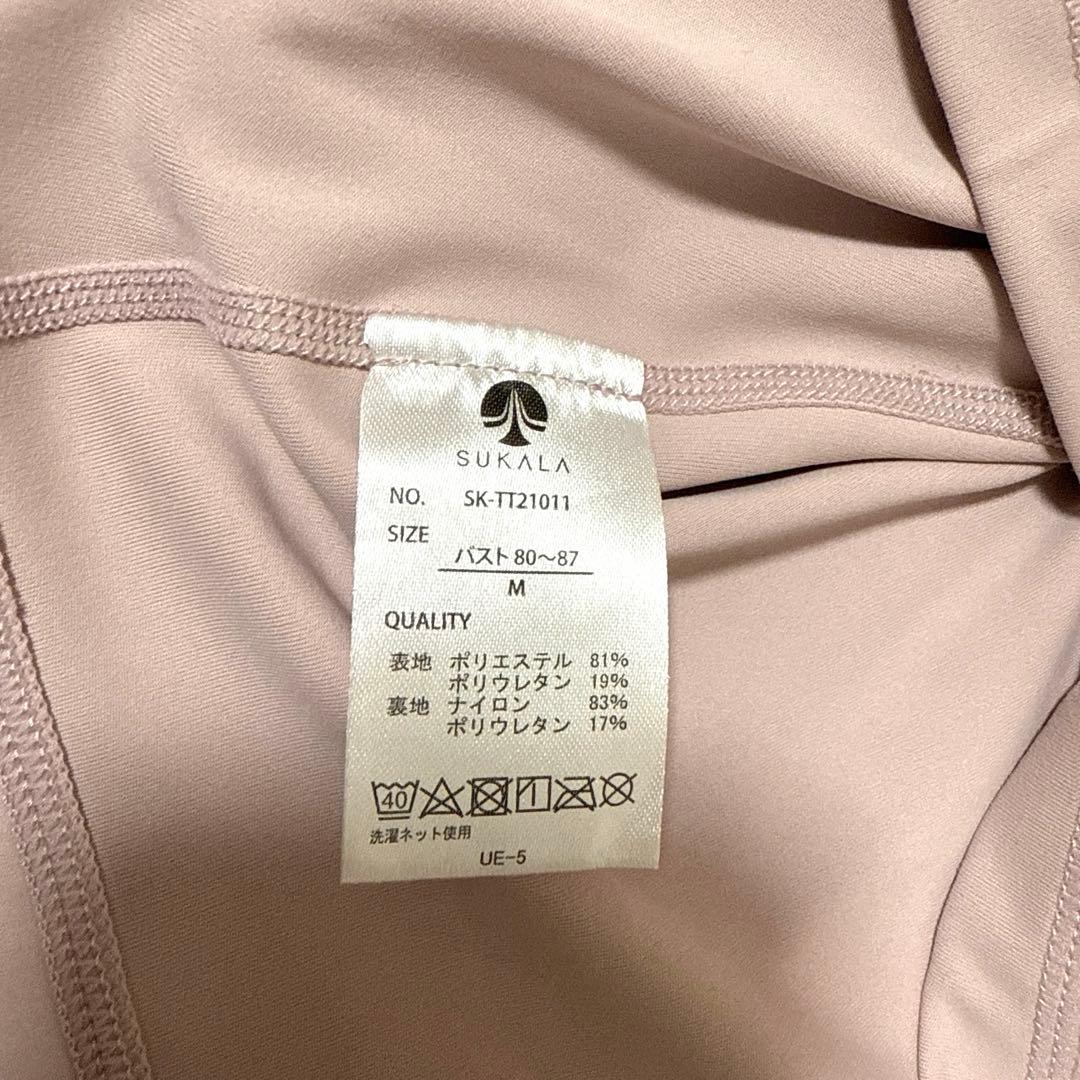 SUKALA
NO. SK-TT21011
SIZE
バスト80〜87
M
QUALITY
表地 ポリエステル 81%
ポリウレタン 19%
裏地 ナイロン 83%
ポリウレタン 17%
40
洗濯ネット使用
UE-5